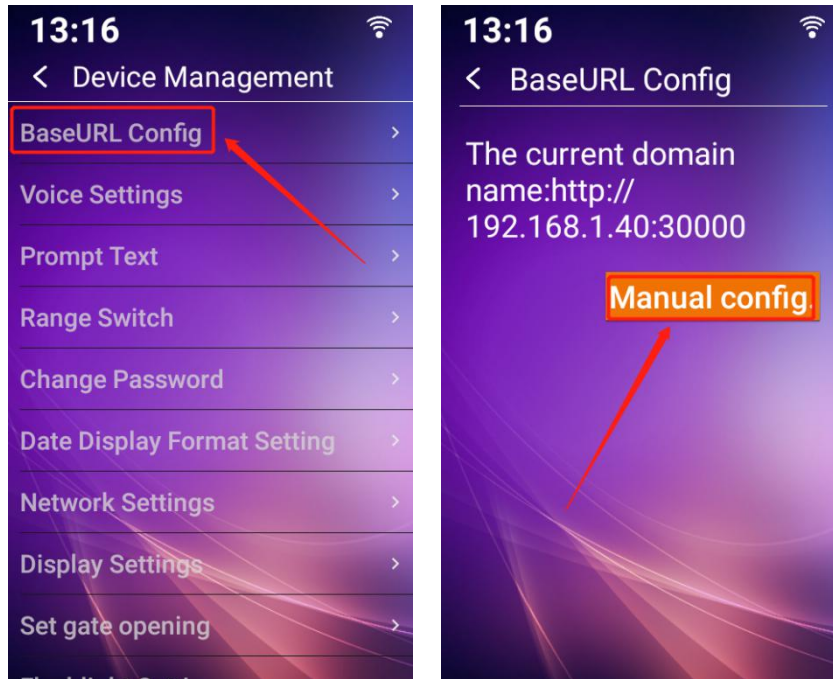 13:16
Device Management
BaseURL Config
Voice Settings
Prompt Text
Range Switch
Change Password
Date Display Format Setting
Network Settings
Display Settings
Set gate opening
13:16
BaseURL Config
The current domain
name:http://
192.168.1.40:30000
Manual config.